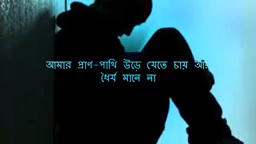 আমার প্রাণ-পাখি উড়ে যেতে চায় আঁর
ধৈর্য মানে না